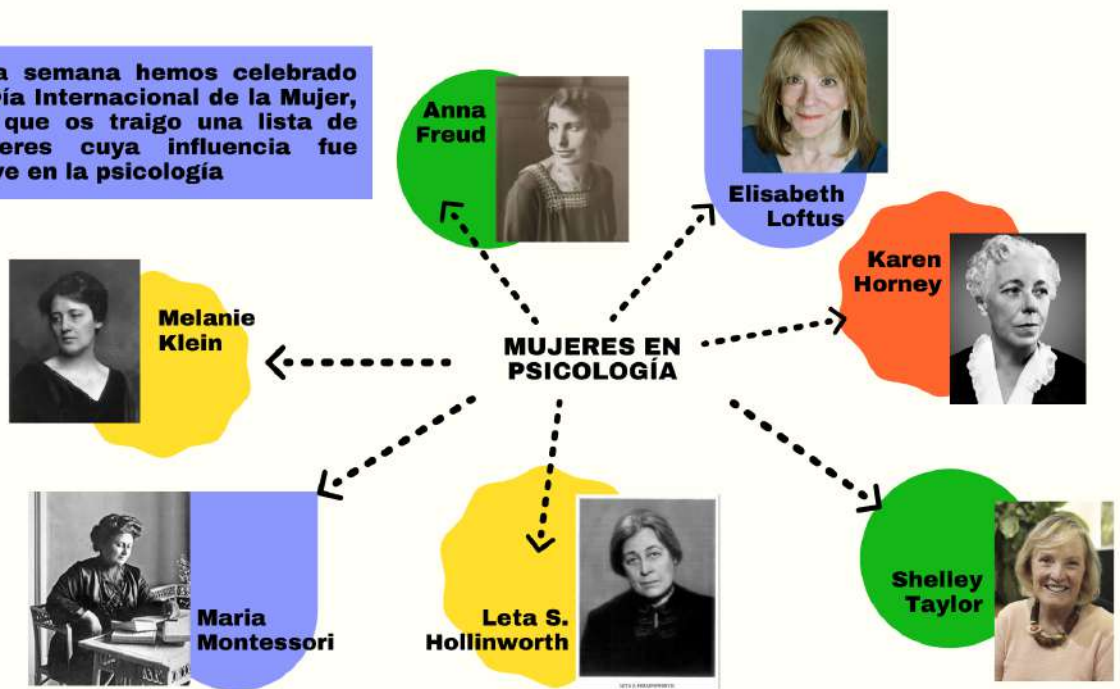 a semana hemos celebrado
ía Internacional de la Mujer,
que os traigo una lista de
eres cuya influencia fue
ve en la psicología
Anna
Freud
Elisabeth
Loftus
Karen
Horney
Melanie
Klein
MUJERES EN
PSICOLOGÍA
Maria
Montessori
Leta S.
Hollinworth
Shelley
Taylor